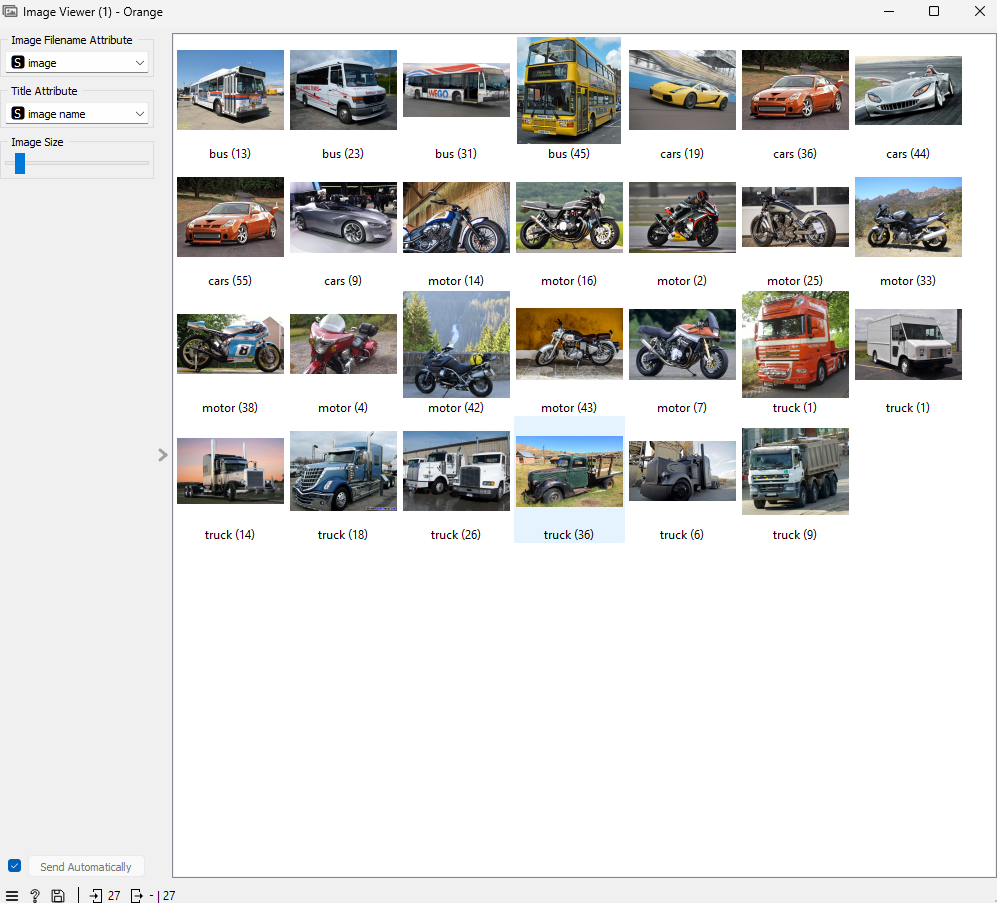 Image Viewer (1) - Orange
Image Filename Attribute
S image
Title Attribute
S image name
Image Size
WEGO
bus (13)
bus (23)
bus (31)
bus (45)
cars (19)
cars (36)
cars (44)
cars (55)
cars (9)
motor (14)
motor (16)
motor (2)
motor (25)
motor (33)
8
motor (38)
motor (4)
motor (42)
motor (43)
motor (7)
truck (1)
truck (1)
truck (14)
truck (18)
truck (26)
truck (36)
truck (6)
truck (9)
Send Automatically
? 27 - | 27